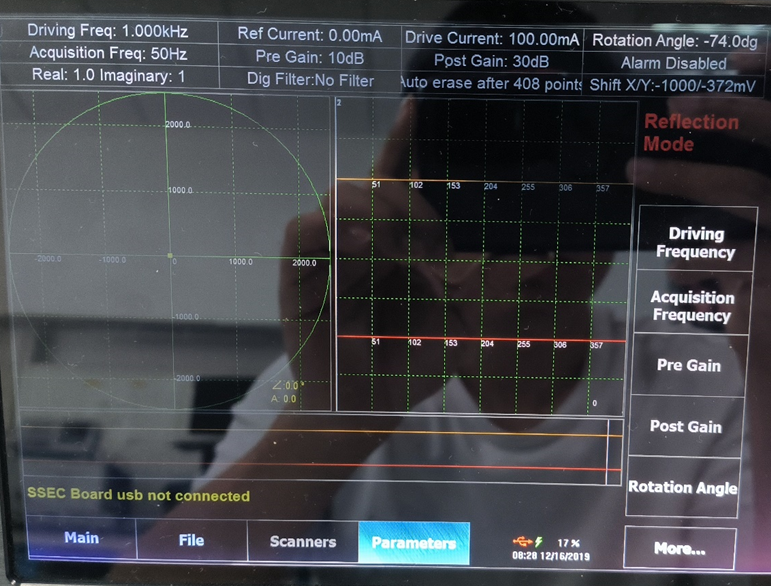 Driving Freq: 1.000kHz
Ref Current: 0.00mA
Drive Current: 100.00mA
Rotation Angle: -74.0dg
Acquisition Freq: 50Hz
Pre Gain: 10dB
Post Gain: 30dB
Alarm Disabled
Real: 1.0 Imaginary: 1
Dig Filter:No Filter
Auto erase after 408 points
Shift X/Y:-1000/-372mV
Reflection
Mode
2
2000.0
1000.0
-2000.0 -1000.0 0 1000.0 2000.0
-1000.0
-2000.0
∠ 0.0°
A: 0.0
51 102 153 204 255 306 357
51 102 153 204 255 306 357
0
Driving
Frequency
Acquisition
Frequency
Pre Gain
Post Gain
Rotation Angle
More...
SSEC Board usb not connected
Main
File
Scanners
Parameters
17%
08:28 12/16/2019